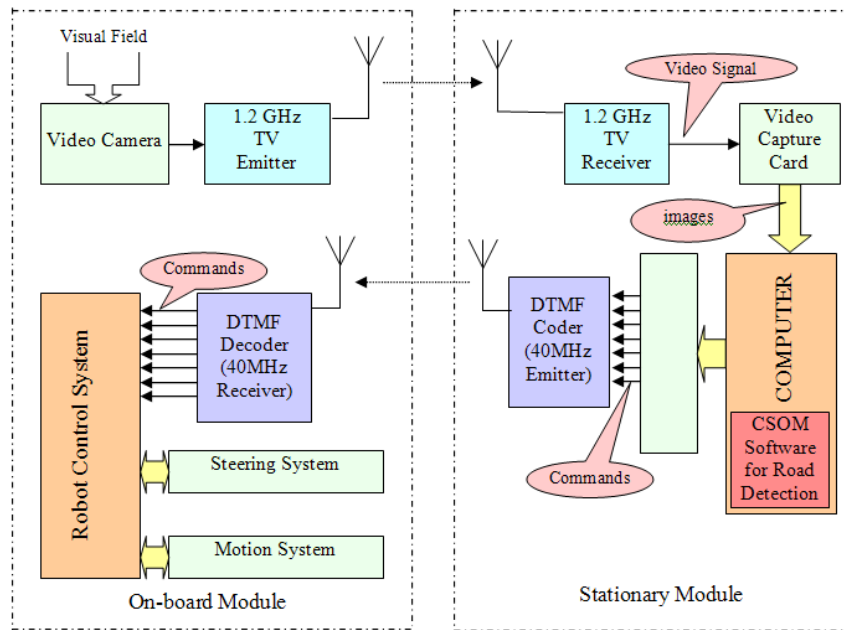 Visual Field
Video Camera
1.2 GHz
TV
Emitter
Commands
Robot Control System
DTMF
Decoder
(40MHz
Receiver)
Steering System
Motion System
On-board Module
Video Signal
1.2 GHz
TV
Receiver
Video
Capture
Card
images
DTMF
Coder
(40MHz
Emitter)
Commands
COMPUTER
CSOM
Software
for Road
Detection
Stationary Module